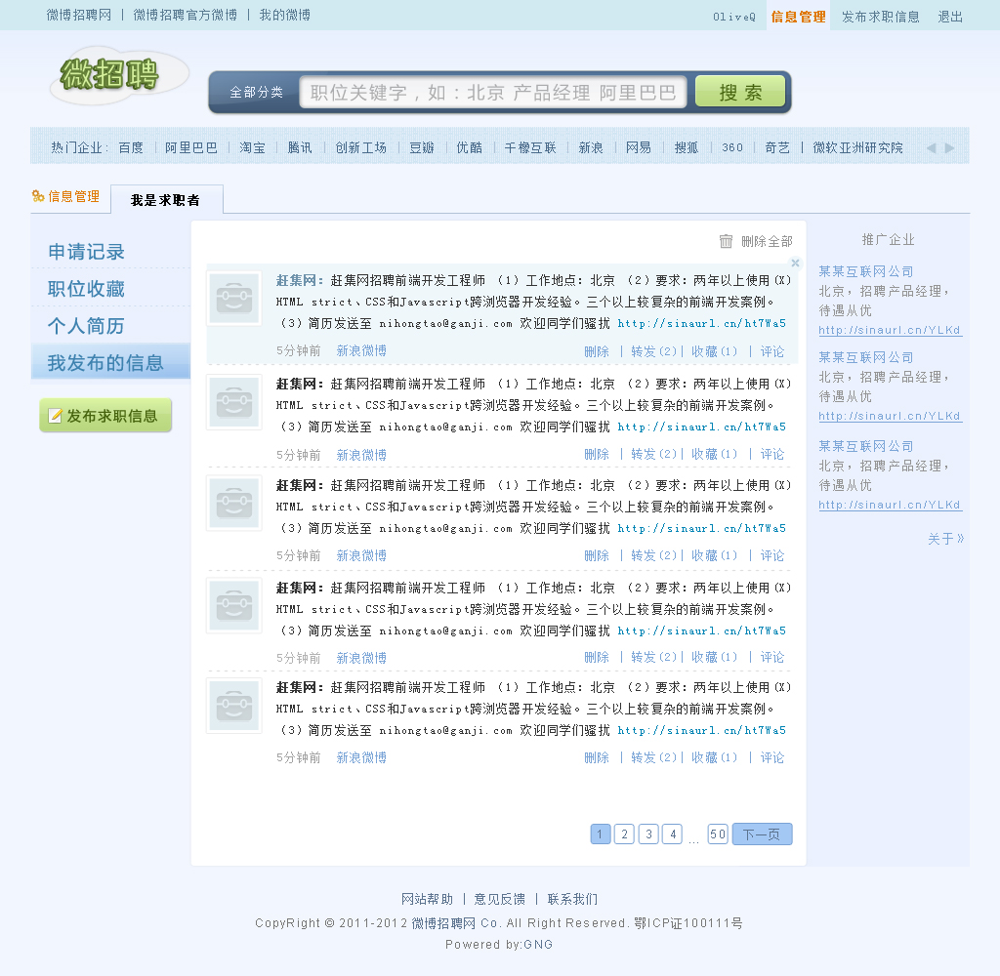 微博招聘网 | 微博招聘官方微博 | 我的微博
OliveQ 信息管理 发布求职信息 退出
微招聘
全部分类 职位关键字，如：北京 产品经理 阿里巴巴 搜索
热门企业： 百度 | 阿里巴巴 | 淘宝 | 腾讯 | 创新工场 | 豆瓣 | 优酷 | 千橡互联 | 新浪 | 网易 | 搜狐 | 360 | 奇艺 | 微软亚洲研究院
信息管理 我是求职者
申请记录
职位收藏
个人简历
我发布的信息
发布求职信息
删除全部
赶集网：赶集网招聘前端开发工程师 （1）工作地点：北京 （2）要求：两年以上使用(X)
HTML strict、CSS和Javascript跨浏览器开发经验。三个以上较复杂的前端开发案例。
（3）简历发送至 nihongtao@ganji.com 欢迎同学们骚扰 http://sinaurl.cn/ht7Wa5
5分钟前 新浪微博 删除 | 转发(2)| 收藏(1) | 评论
赶集网：赶集网招聘前端开发工程师 （1）工作地点：北京 （2）要求：两年以上使用(X)
HTML strict、CSS和Javascript跨浏览器开发经验。三个以上较复杂的前端开发案例。
（3）简历发送至 nihongtao@ganji.com 欢迎同学们骚扰 http://sinaurl.cn/ht7Wa5
5分钟前 新浪微博 删除 | 转发(2)| 收藏(1) | 评论
赶集网：赶集网招聘前端开发工程师 （1）工作地点：北京 （2）要求：两年以上使用(X)
HTML strict、CSS和Javascript跨浏览器开发经验。三个以上较复杂的前端开发案例。
（3）简历发送至 nihongtao@ganji.com 欢迎同学们骚扰 http://sinaurl.cn/ht7Wa5
5分钟前 新浪微博 删除 | 转发(2)| 收藏(1) | 评论
赶集网：赶集网招聘前端开发工程师 （1）工作地点：北京 （2）要求：两年以上使用(X)
HTML strict、CSS和Javascript跨浏览器开发经验。三个以上较复杂的前端开发案例。
（3）简历发送至 nihongtao@ganji.com 欢迎同学们骚扰 http://sinaurl.cn/ht7Wa5
5分钟前 新浪微博 删除 | 转发(2)| 收藏(1) | 评论
赶集网：赶集网招聘前端开发工程师 （1）工作地点：北京 （2）要求：两年以上使用(X)
HTML strict、CSS和Javascript跨浏览器开发经验。三个以上较复杂的前端开发案例。
（3）简历发送至 nihongtao@ganji.com 欢迎同学们骚扰 http://sinaurl.cn/ht7Wa5
5分钟前 新浪微博 删除 | 转发(2)| 收藏(1) | 评论
1 2 3 4 ... 50 下一页
推广企业
某某互联网公司
北京，招聘产品经理，
待遇从优
http://sinaurl.cn/YLKd
某某互联网公司
北京，招聘产品经理，
待遇从优
http://sinaurl.cn/YLKd
某某互联网公司
北京，招聘产品经理，
待遇从优
http://sinaurl.cn/YLKd
关于》
网站帮助 | 意见反馈 | 联系我们
CopyRight © 2011-2012 微博招聘网 Co. All Right Reserved. 鄂ICP证100111号
Powered by:GNG